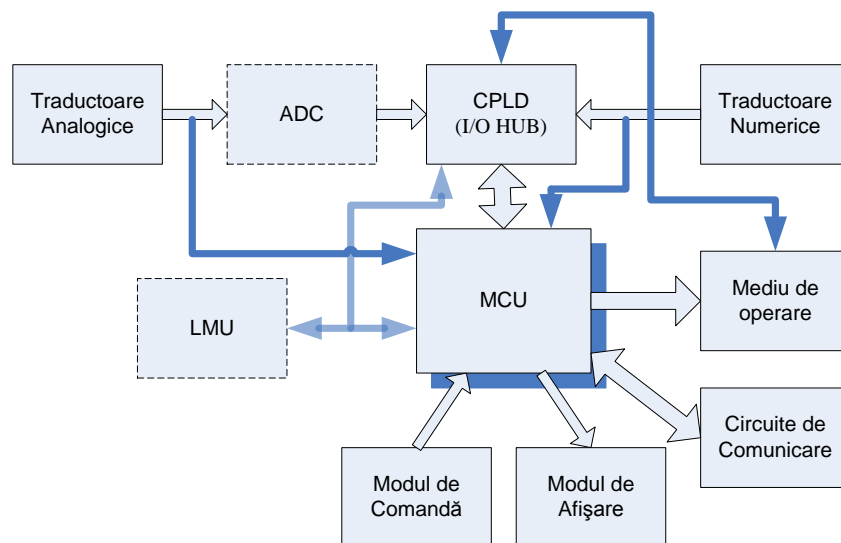 Traductoare
Analogice
ADC
CPLD
(I/O HUB)
Traductoare
Numerice
MCU
Mediu de
operare
LMU
Circuite de
Comunicare
Modul de
Comandă
Modul de
Afişare